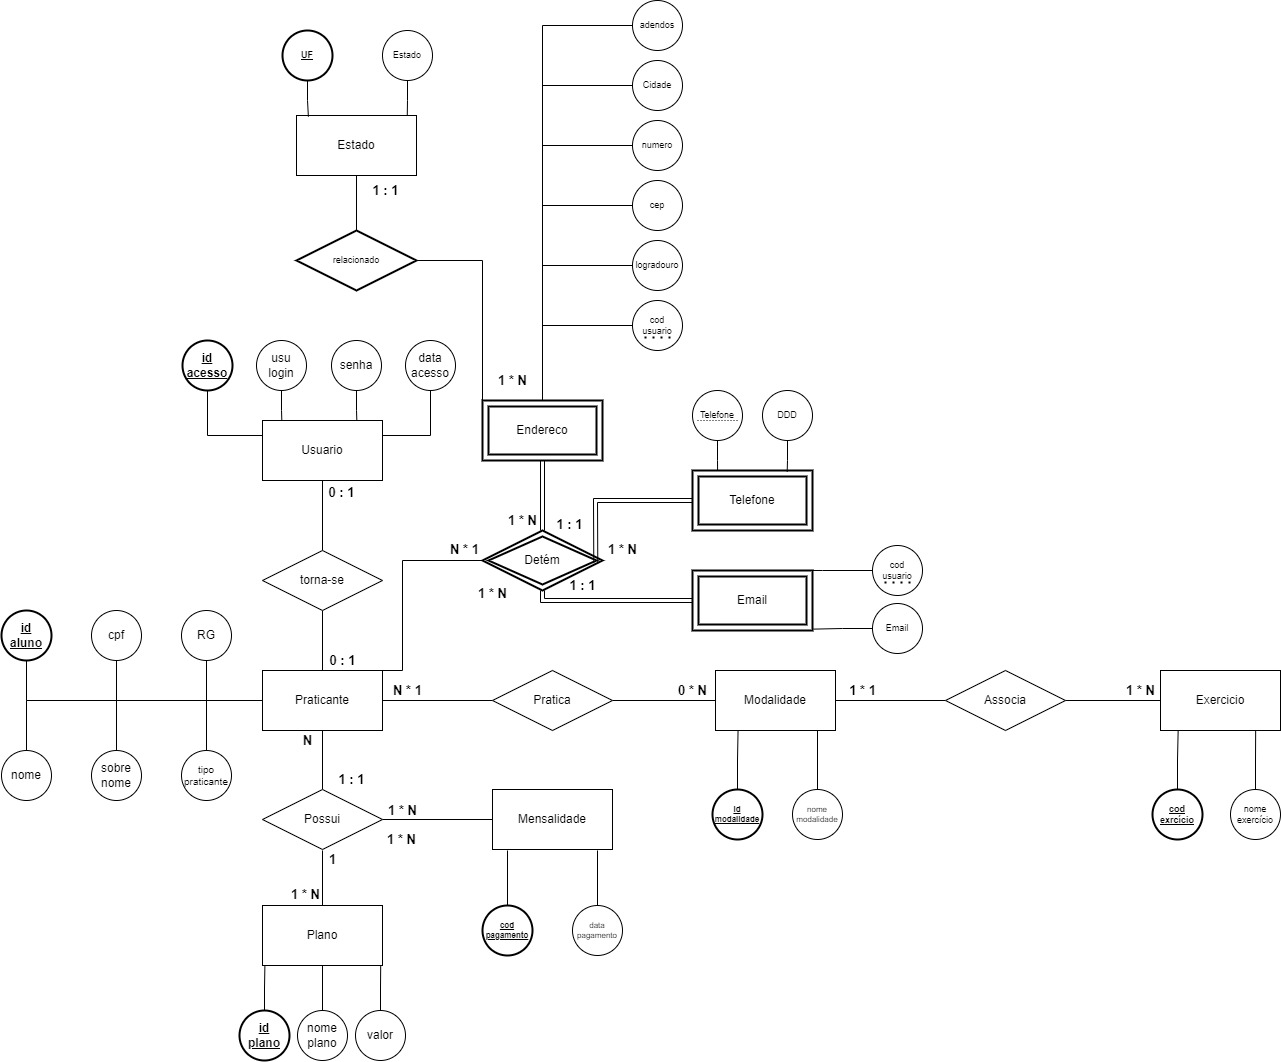 adendos
UF
Estado
Cidade
Estado
numero
1 : 1
cep
relacionado
logradouro
cod
usuario
id
acesso
usu
login
senha
data
acesso
1 * N
Endereco
Telefone
DDD
Usuario
0 : 1
Telefone
1 * N
1 : 1
N * 1
Detém
1 * N
1 * N
1 : 1
torna-se
cod
usuario
Email
Email
id
aluno
cpf
RG
0 : 1
Praticante
N * 1
Pratica
0 * N
Modalidade
1 * 1
Associa
1 * N
Exercicio
N
nome
sobre
nome
tipo
praticante
1 : 1
Possui
1 * N
1 * N
Mensalidade
id
modalidade
nome
modalidade
cod
exrcício
nome
exercício
1
1 * N
Plano
cod
pagamento
data
pagamento
id
plano
nome
plano
valor